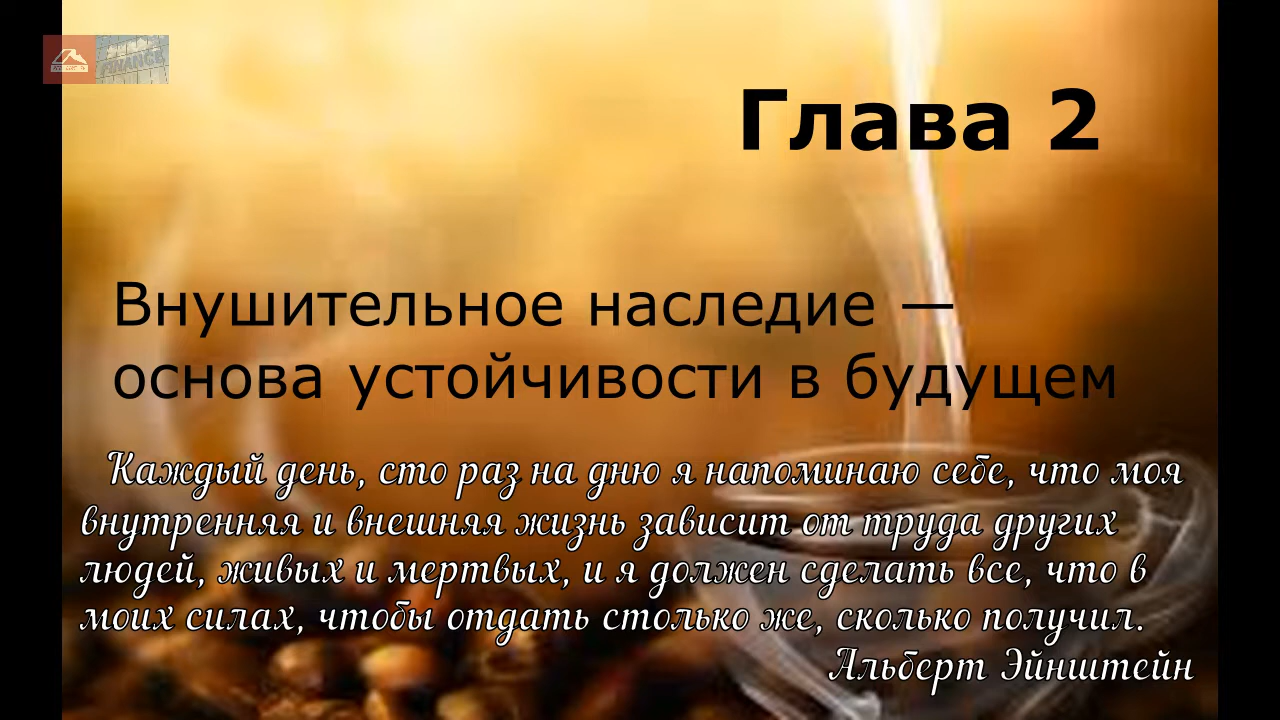 FINANCE
Глава 2
Внушительное наследие —
основа устойчивости в будущем
Каждый день, сто раз на дню я напоминаю себе, что моя
внутренняя и внешняя жизнь зависит от труда других
людей, живых и мертвых, и я должен сделать все, что в
моих силах, чтобы отдать столько же, сколько получил.
Альберт Эйнштейн